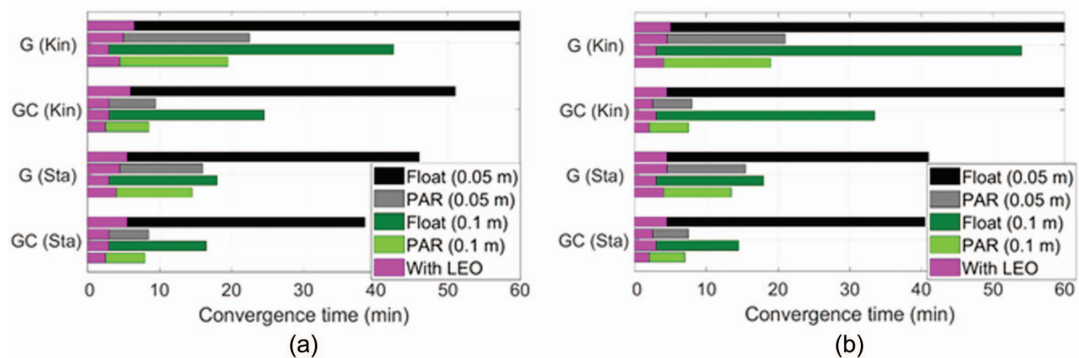 G (Kin)
GC (Kin)
G (Sta)
GC (Sta)
Float (0.05 m)
PAR (0.05 m)
Float (0.1 m)
PAR (0.1 m)
With LEO
0 10 20 30 40 50 60
Convergence time (min)
(a)
G (Kin)
GC (Kin)
G (Sta)
GC (Sta)
Float (0.05 m)
PAR (0.05 m)
Float (0.1 m)
PAR (0.1 m)
With LEO
0 10 20 30 40 50 60
Convergence time (min)
(b)